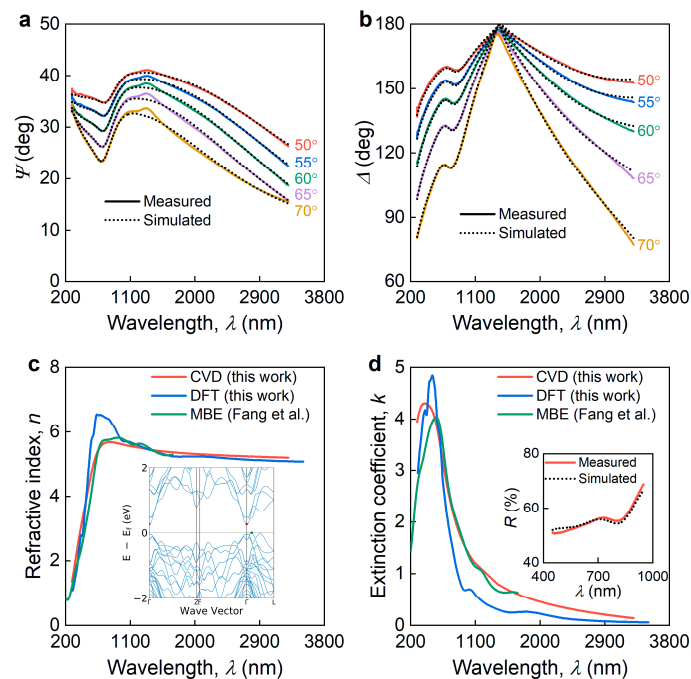 a
50
40
30
20
10
0
Ψ (deg)
50°
55°
60°
65°
70°
Measured
Simulated
200 1100 2000 2900 3800
Wavelength, λ (nm)
b
180
150
120
90
60
Δ (deg)
50°
55°
60°
65°
70°
Measured
Simulated
200 1100 2000 2900 3800
Wavelength, λ (nm)
c
8
6
4
2
0
Refractive index, n
CVD (this work)
DFT (this work)
MBE (Fang et al.)
2
0
-2
E − Ef (eV)
Γ ZF Γ L
Wave Vector
200 1100 2000 2900 3800
Wavelength, λ (nm)
d
5
4
3
2
1
0
Extinction coefficient, k
CVD (this work)
DFT (this work)
MBE (Fang et al.)
80
60
40
R (%)
Measured
Simulated
400 700 1000
λ (nm)
200 1100 2000 2900 3800
Wavelength, λ (nm)